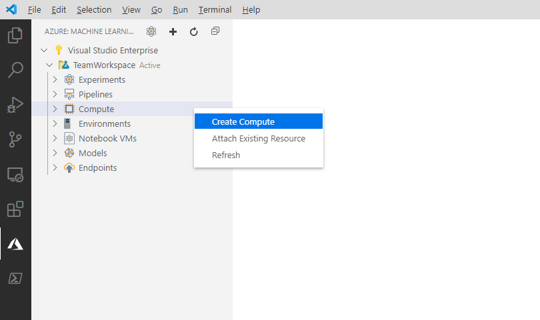 File Edit Selection View Go Run Terminal Help
AZURE: MACHINE LEARNI...
Visual Studio Enterprise
TeamWorkspace Active
Experiments
Pipelines
Compute
Create Compute
Environments
Attach Existing Resource
Notebook VMs
Refresh
Models
Endpoints